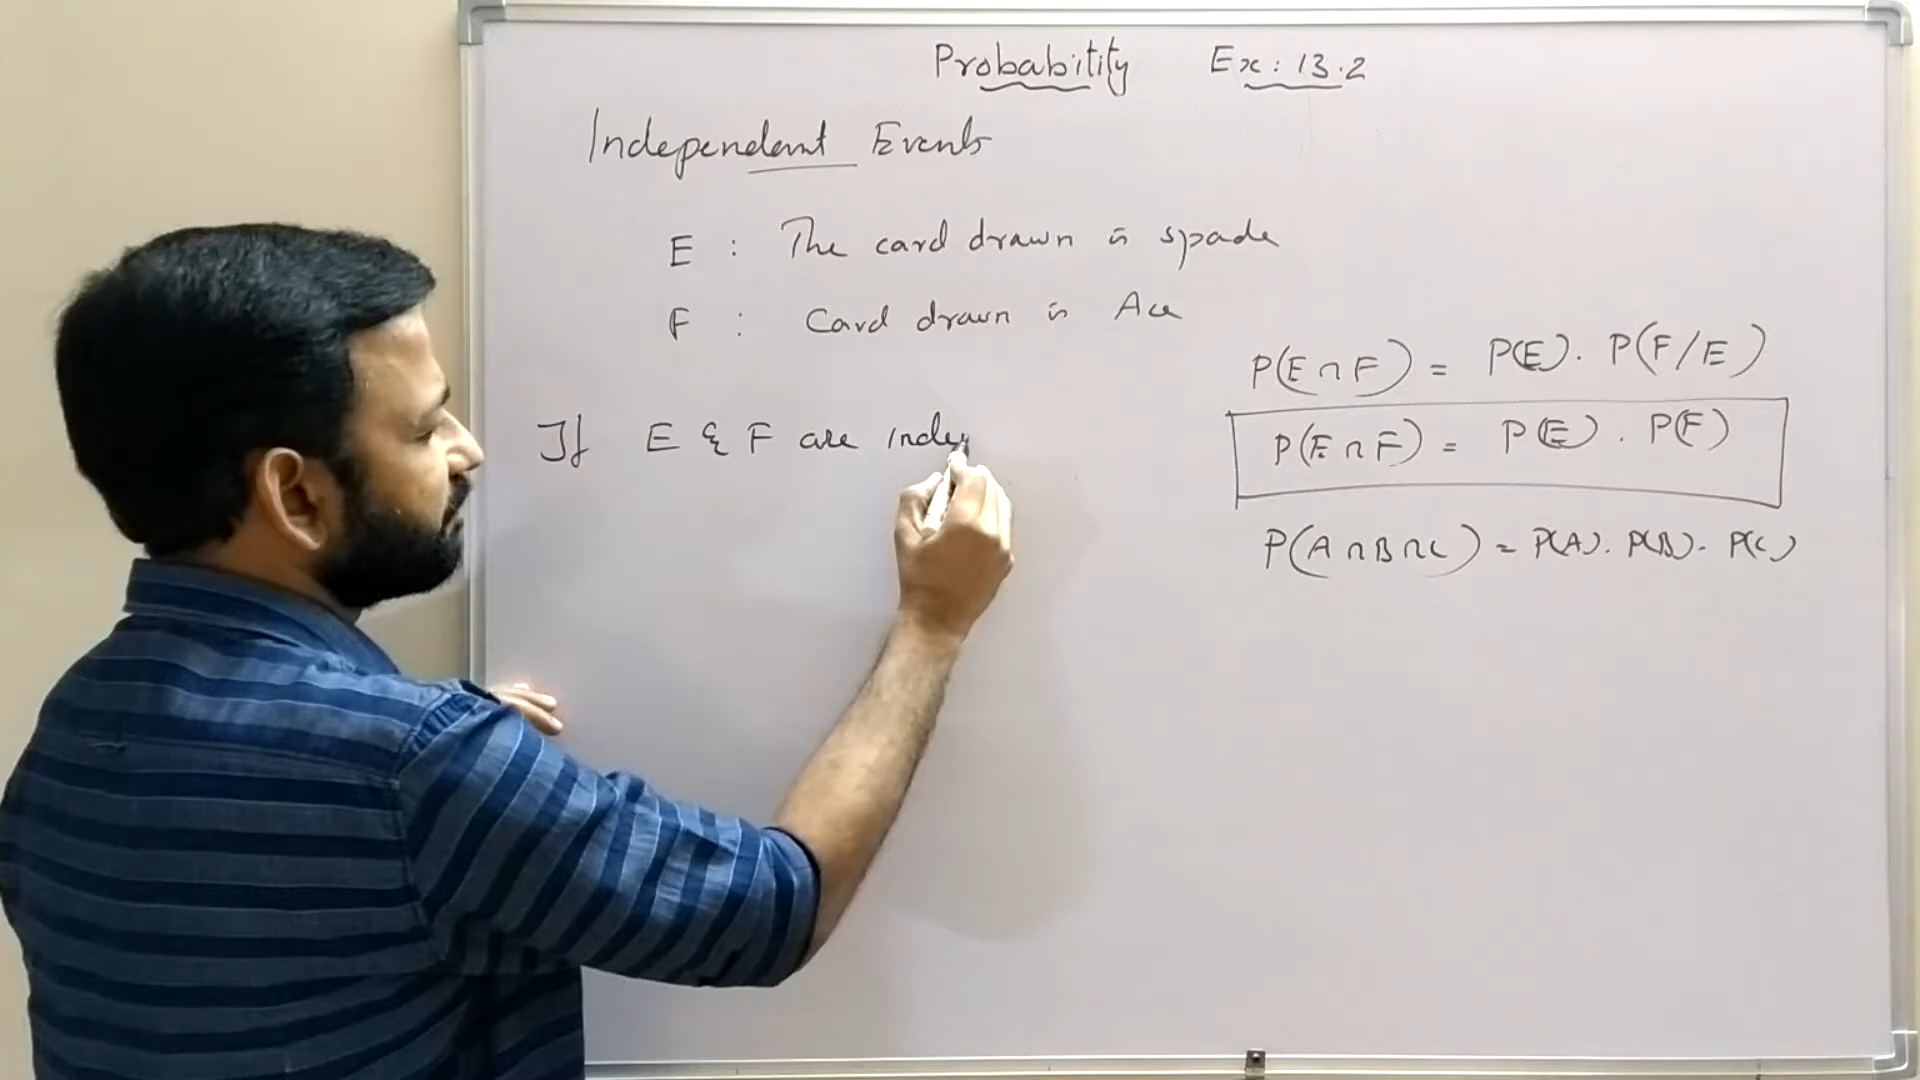 Probability Ex: 13.2
Independent Events
E : The card drawn is spade
F : Card drawn is Ace
If E & F are indep
P(E∩F) = P(E). P(F/E)
P(E∩F) = P(E). P(F)
P(A∩B∩C) = P(A). P(B). P(C)